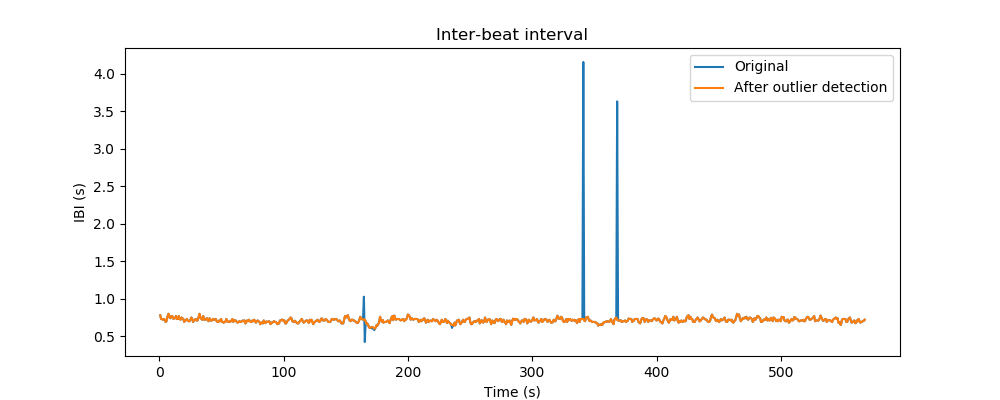 Inter-beat interval
Original
After outlier detection
IBI (s)
4.0
3.5
3.0
2.5
2.0
1.5
1.0
0.5
0 100 200 300 400 500
Time (s)